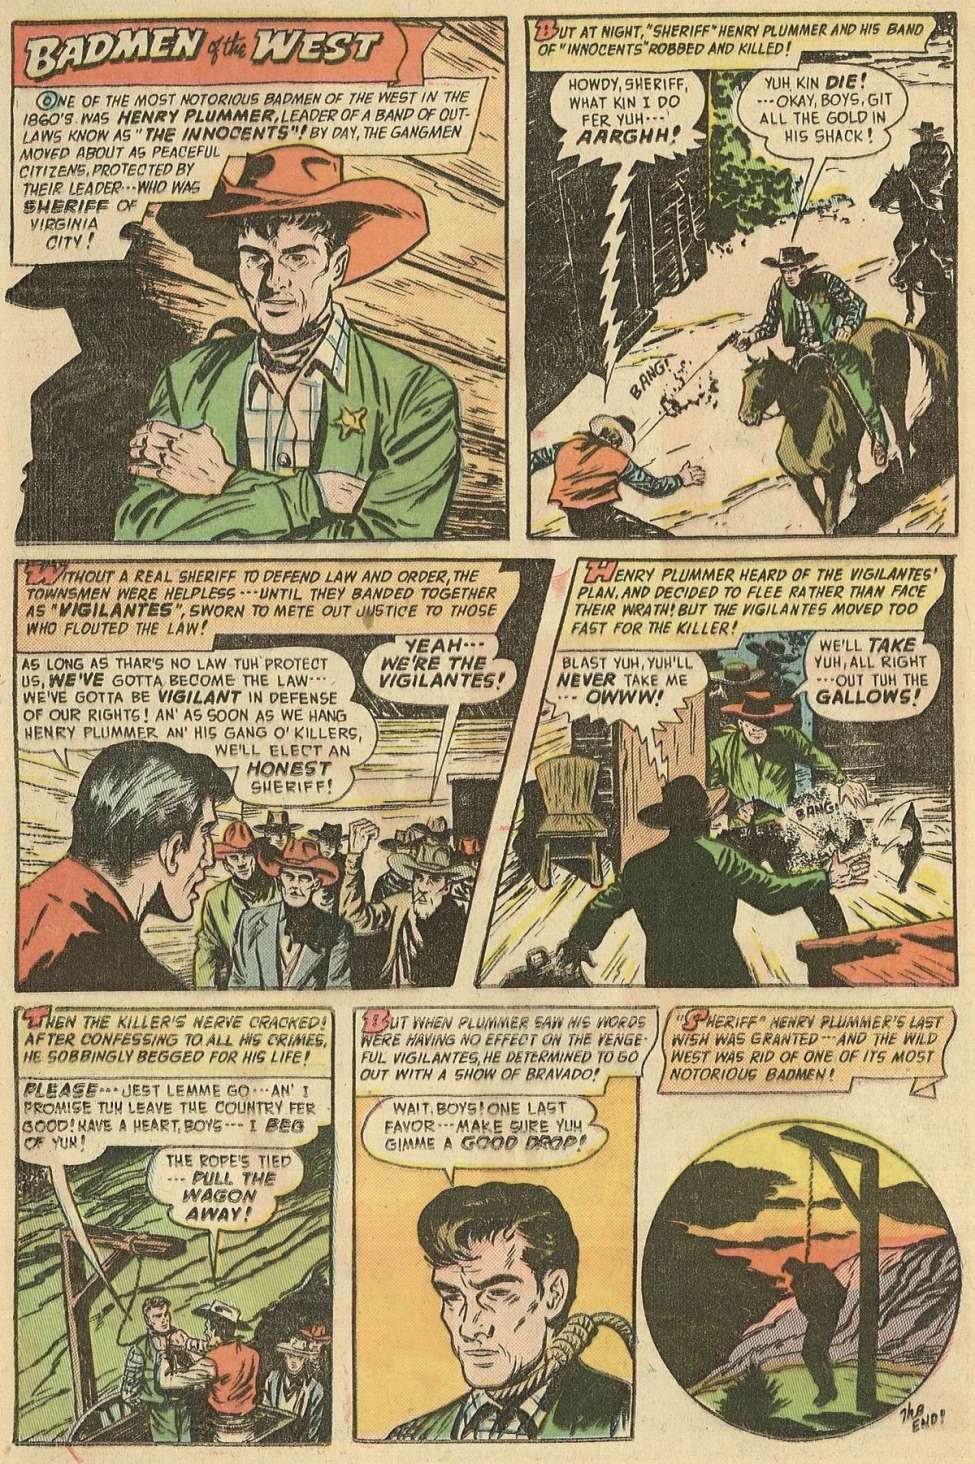 BADMEN of the WEST
ONE OF THE MOST NOTORIOUS BADMEN OF THE WEST IN THE
1860'S WAS HENRY PLUMMER, LEADER OF A BAND OF OUT-
LAWS KNOW AS "THE INNOCENTS"! BY DAY, THE GANGMEN
MOVED ABOUT AS PEACEFUL
CITIZENS, PROTECTED BY
THEIR LEADER---WHO WAS
SHERIFF OF
VIRGINIA
CITY!
BUT AT NIGHT, "SHERIFF" HENRY PLUMMER AND HIS BAND
OF "INNOCENTS" ROBBED AND KILLED!
HOWDY, SHERIFF,
WHAT KIN I DO
FER YUH---
AARGHH!
YUH KIN DIE!
---OKAY, BOYS, GIT
ALL THE GOLD IN
HIS SHACK!
BANG!
WITHOUT A REAL SHERIFF TO DEFEND LAW AND ORDER, THE
TOWNSMEN WERE HELPLESS---UNTIL THEY BANDED TOGETHER
AS "VIGILANTES", SWORN TO METE OUT JUSTICE TO THOSE
WHO FLOUTED THE LAW!
AS LONG AS THAR'S NO LAW TUH PROTECT
US, WE'VE GOTTA BECOME THE LAW---
WE'VE GOTTA BE VIGILANT IN DEFENSE
OF OUR RIGHTS! AN' AS SOON AS WE HANG
HENRY PLUMMER AN' HIS GANG O' KILLERS,
WE'LL ELECT AN
HONEST
SHERIFF!
YEAH---
WE'RE THE
VIGILANTES!
HENRY PLUMMER HEARD OF THE VIGILANTES'
PLAN, AND DECIDED TO FLEE RATHER THAN FACE
THEIR WRATH! BUT THE VIGILANTES MOVED TOO
FAST FOR THE KILLER!
BLAST YUH, YUH'LL
NEVER TAKE ME
--- OWWW!
WE'LL TAKE
YUH, ALL RIGHT
---OUT TUH THE
GALLOWS!
BANG!
THEN THE KILLER'S NERVE CRACKED!
AFTER CONFESSING TO ALL HIS CRIMES,
HE SOBBINGLY BEGGED FOR HIS LIFE!
PLEASE---JEST LEMME GO---AN' I
PROMISE TUH LEAVE THE COUNTRY FER
GOOD! HAVE A HEART, BOYS---I BEG
OF YUH!
THE ROPE'S TIED
---PULL THE
WAGON
AWAY!
BUT WHEN PLUMMER SAW HIS WORDS
WERE HAVING NO EFFECT ON THE VENGE-
FUL VIGILANTES, HE DETERMINED TO GO
OUT WITH A SHOW OF BRAVADO!
WAIT, BOYS! ONE LAST
FAVOR---MAKE SURE YUH
GIMME A GOOD DROP!
"SHERIFF" HENRY PLUMMER'S LAST
WISH WAS GRANTED---AND THE WILD
WEST WAS RID OF ONE OF ITS MOST
NOTORIOUS BADMEN!
The
END!